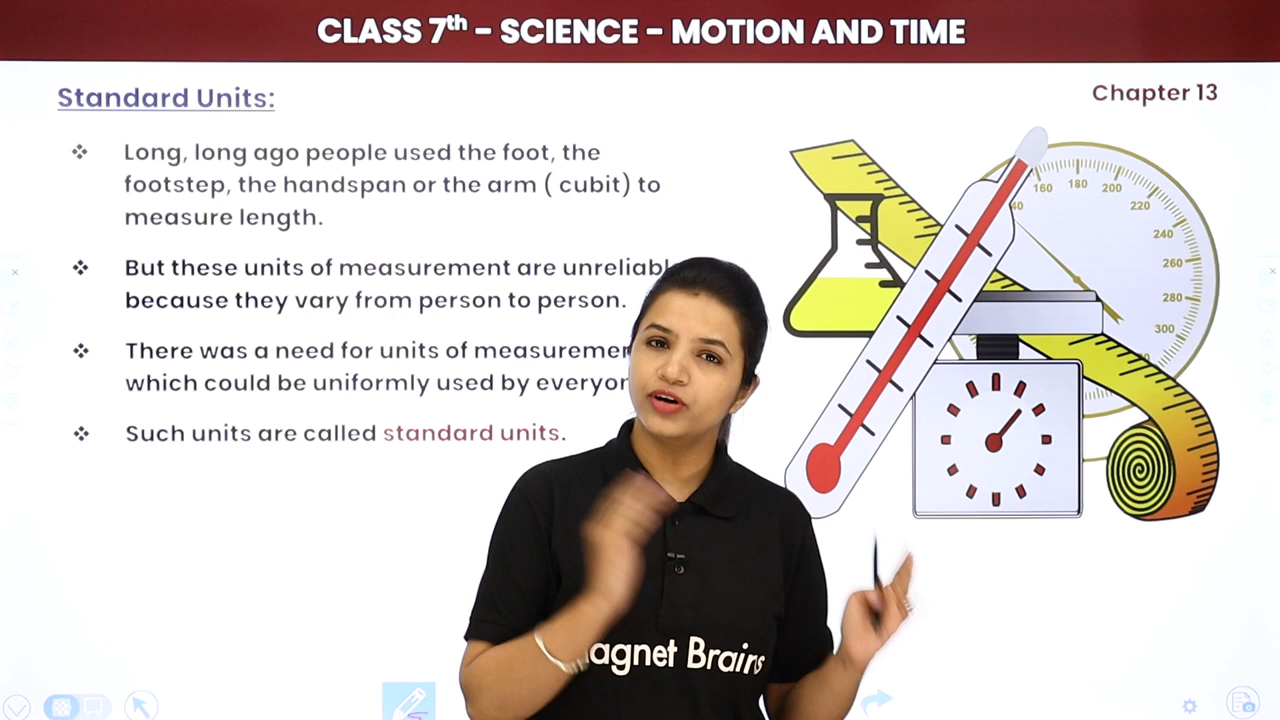 CLASS 7th - SCIENCE - MOTION AND TIME
Standard Units:
Chapter 13
❖ Long, long ago people used the foot, the
footstep, the handspan or the arm ( cubit) to
measure length.
❖ But these units of measurement are unreliabl
because they vary from person to person.
❖ There was a need for units of measuremen
which could be uniformly used by everyon
❖ Such units are called standard units.
160
180
200
40
220
240
260
280
300
agnet Brains